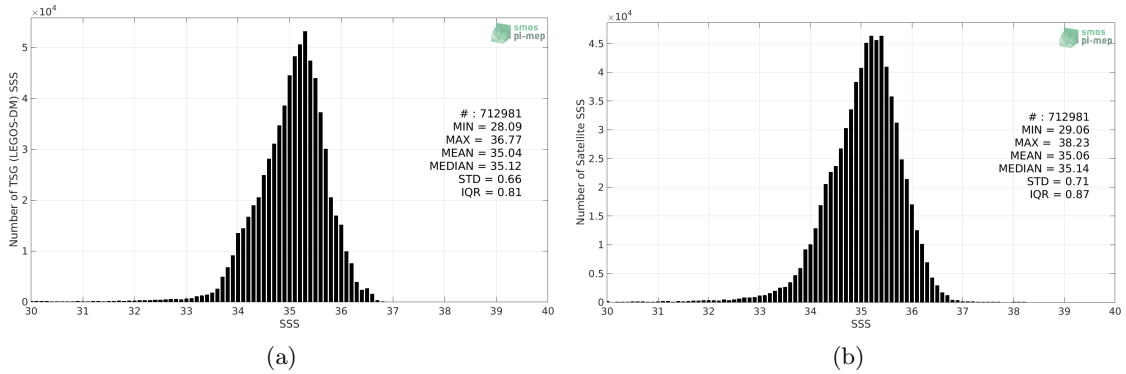 ×10⁴
5
4
3
2
1
0
30
31
32
33
34
35
36
37
38
39
40
SSS
Number of TSG (LEGOS-DM) SSS
smos
pi-mep
# : 712981
MIN = 28.09
MAX = 36.77
MEAN = 35.04
MEDIAN = 35.12
STD = 0.66
IQR = 0.81
(a)
×10⁴
4.5
4
3.5
3
2.5
2
1.5
1
0.5
0
30
31
32
33
34
35
36
37
38
39
40
SSS
Number of Satellite SSS
smos
pi-mep
# : 712981
MIN = 29.06
MAX = 38.23
MEAN = 35.06
MEDIAN = 35.14
STD = 0.71
IQR = 0.87
(b)